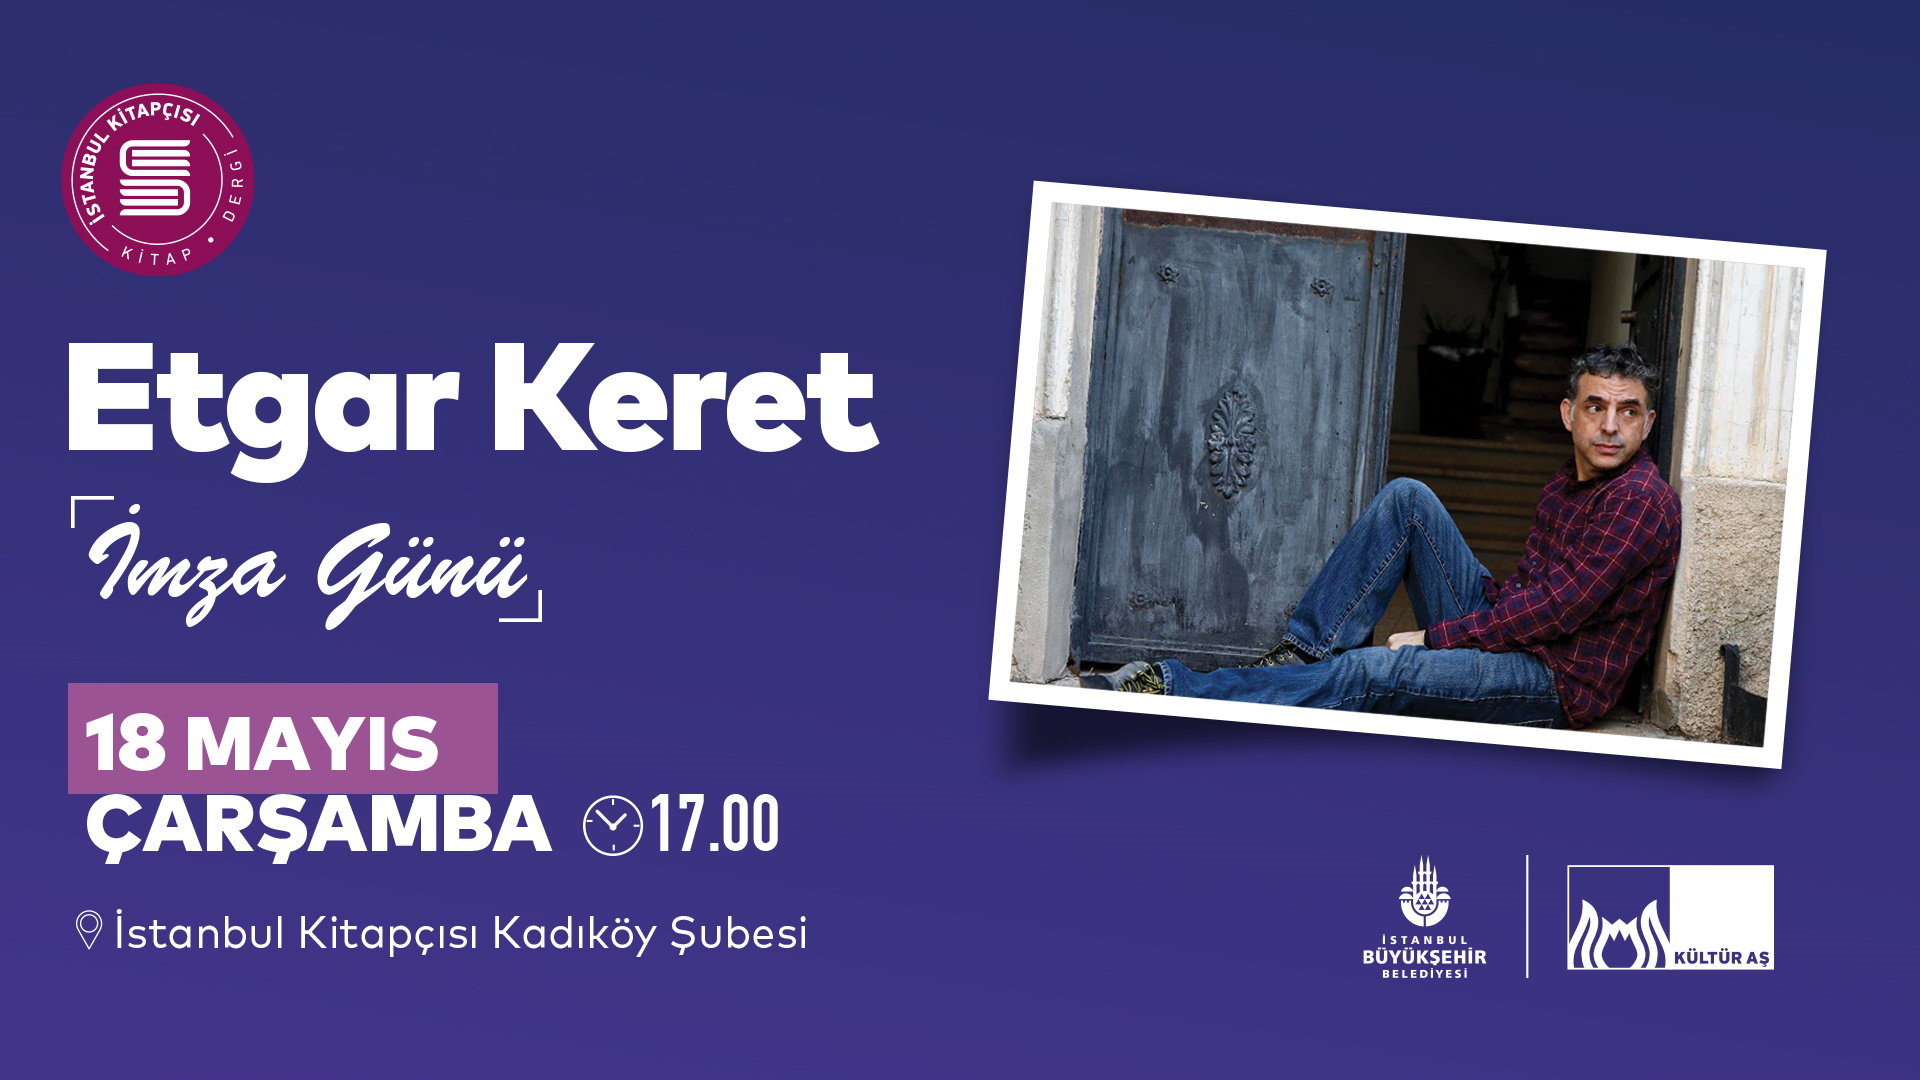 İSTANBUL KİTAPÇISI
KİTAP • DERGİ
Etgar Keret
İmza Günü
18 MAYIS
ÇARŞAMBA 17.00
İstanbul Kitapçısı Kadıköy Şubesi
İSTANBUL
BÜYÜKŞEHİR
BELEDİYESİ
KÜLTÜR AŞ